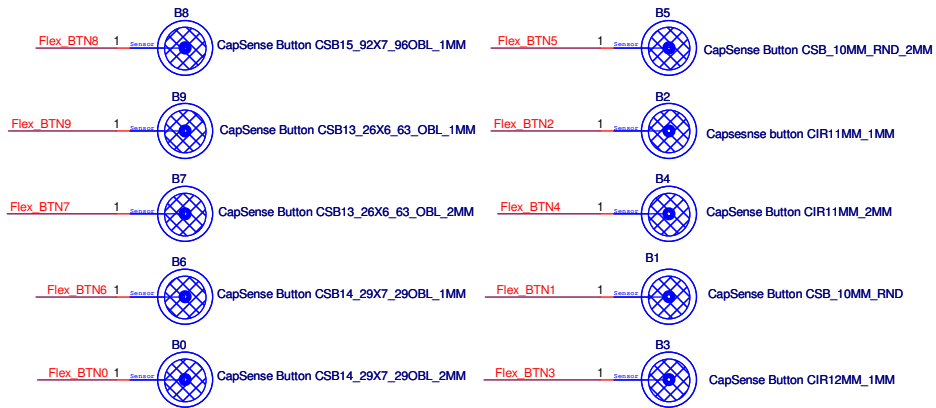 B8
Flex_BTN8 1 Sensor CapSense Button CSB15_92X7_96OBL_1MM
B5
Flex_BTN5 1 Sensor CapSense Button CSB_10MM_RND_2MM
B9
Flex_BTN9 1 Sensor CapSense Button CSB13_26X6_63_OBL_1MM
B2
Flex_BTN2 1 Sensor Capsesnse button CIR11MM_1MM
B7
Flex_BTN7 1 Sensor CapSense Button CSB13_26X6_63_OBL_2MM
B4
Flex_BTN4 1 Sensor CapSense Button CIR11MM_2MM
B6
Flex_BTN6 1 Sensor CapSense Button CSB14_29X7_29OBL_1MM
B1
Flex_BTN1 1 Sensor CapSense Button CSB_10MM_RND
B0
Flex_BTN0 1 Sensor CapSense Button CSB14_29X7_29OBL_2MM
B3
Flex_BTN3 1 Sensor CapSense Button CIR12MM_1MM